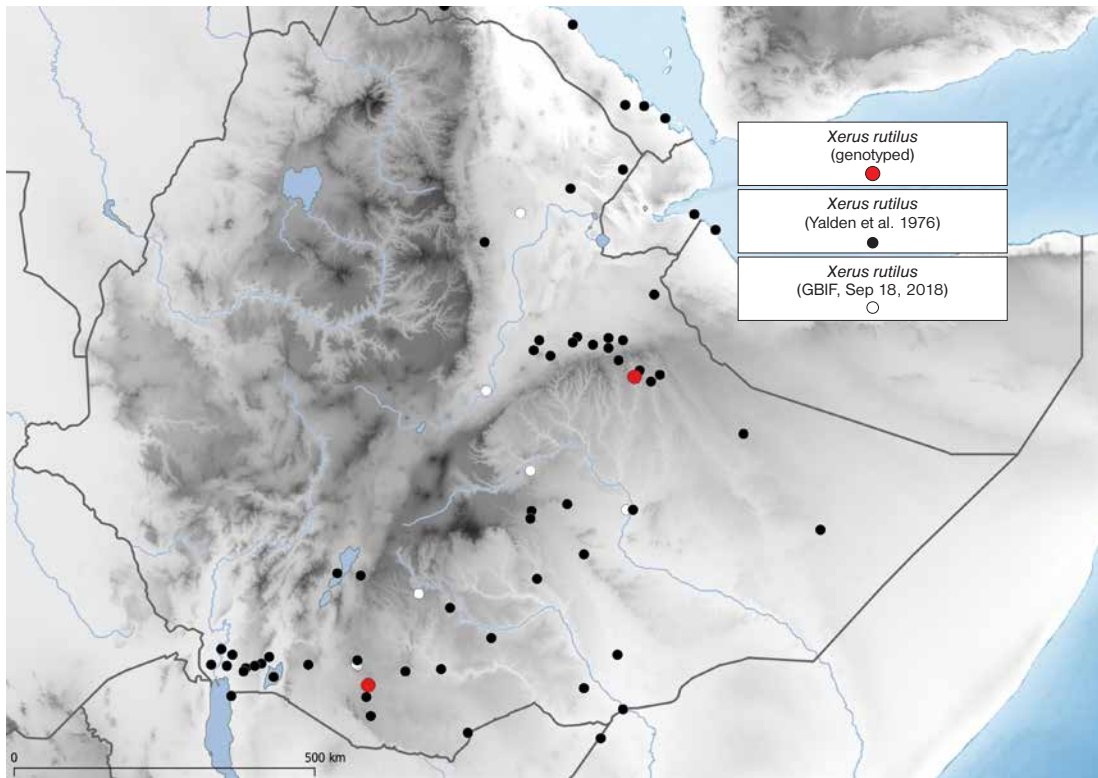 Xerus rutilus
(genotyped)
Xerus rutilus
(Yalden et al. 1976)
Xerus rutilus
(GBIF, Sep 18, 2018)
0
500 km